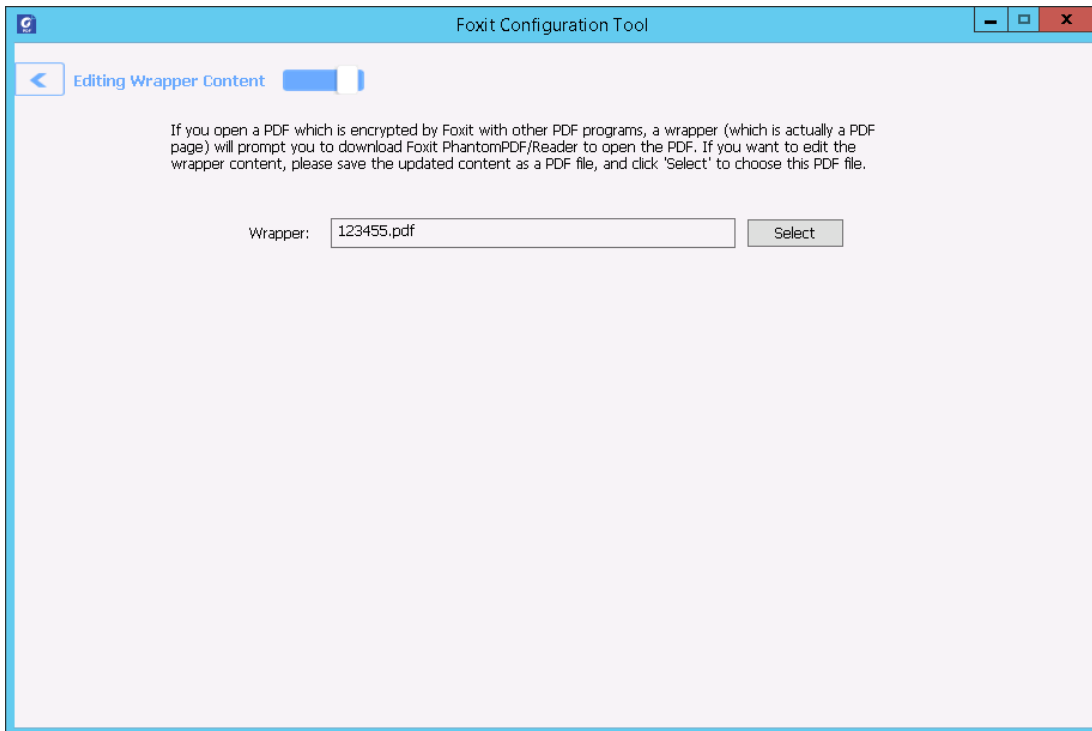 Foxit Configuration Tool
Editing Wrapper Content
If you open a PDF which is encrypted by Foxit with other PDF programs, a wrapper (which is actually a PDF
page) will prompt you to download Foxit PhantomPDF/Reader to open the PDF. If you want to edit the
wrapper content, please save the updated content as a PDF file, and click 'Select' to choose this PDF file.
Wrapper: 123455.pdf Select